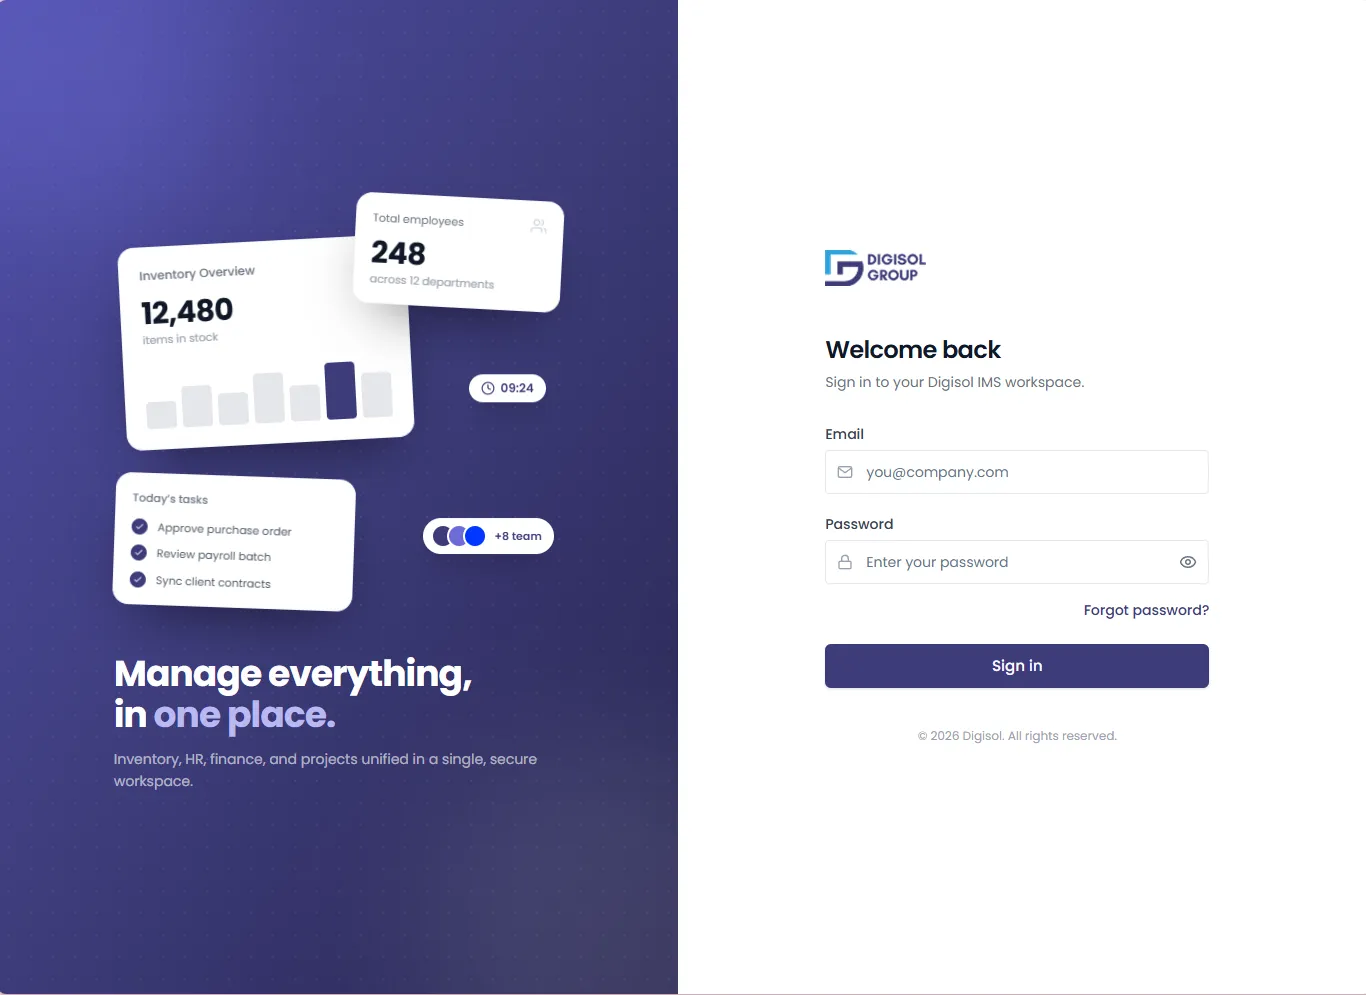 Total employees
248
across 12 departments
Inventory Overview
12,480
items in stock
09:24
Today's tasks
Approve purchase order
Review payroll batch
Sync client contracts
+8 team
Manage everything,
in one place.
Inventory, HR, finance, and projects unified in a single, secure
workspace.
DIGISOL
GROUP
Welcome back
Sign in to your Digisol IMS workspace.
Email
you@company.com
Password
Enter your password
Forgot password?
Sign in
© 2026 Digisol. All rights reserved.